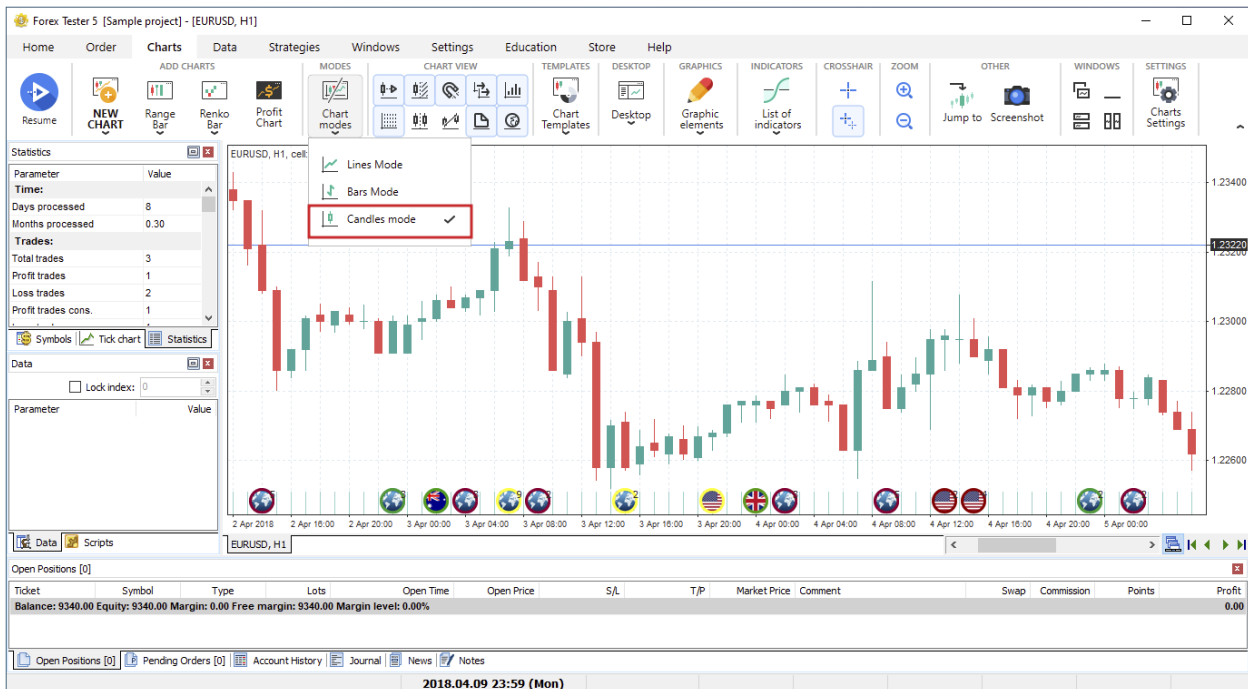 Forex Tester 5 [Sample project] - [EURUSD, H1]
Home Order Charts Data Strategies Windows Settings Education Store Help
ADD CHARTS MODES CHART VIEW TEMPLATES DESKTOP GRAPHICS INDICATORS CROSSHAIR ZOOM OTHER WINDOWS SETTINGS
Resume
NEW CHART
Range Bar
Renko Bar
Profit Chart
Chart modes
Chart Templates
Desktop
Graphic elements
List of indicators
Jump to
Screenshot
Charts Settings
Statistics
Parameter Value
Time:
Days processed 8
Months processed 0.30
Trades:
Total trades 3
Profit trades 1
Loss trades 2
Profit trades cons. 1
Symbols Tick chart Statistics
Data
Lock index: 0
Parameter Value
Data Scripts
EURUSD, H1, cell:
Lines Mode
Bars Mode
Candles mode
1.23400
1.23220
1.23200
1.23000
1.22800
1.22600
2 Apr 2018 2 Apr 16:00 2 Apr 20:00 3 Apr 00:00 3 Apr 04:00 3 Apr 08:00 3 Apr 12:00 3 Apr 16:00 3 Apr 20:00 4 Apr 00:00 4 Apr 04:00 4 Apr 08:00 4 Apr 12:00 4 Apr 16:00 4 Apr 20:00 5 Apr 00:00
EURUSD, H1
Open Positions [0]
Ticket Symbol Type Lots Open Time Open Price S/L T/P Market Price Comment Swap Commission Points Profit
Balance: 9340.00 Equity: 9340.00 Margin: 0.00 Free margin: 9340.00 Margin level: 0.00% 0.00
Open Positions [0] Pending Orders [0] Account History Journal News Notes
2018.04.09 23:59 (Mon)